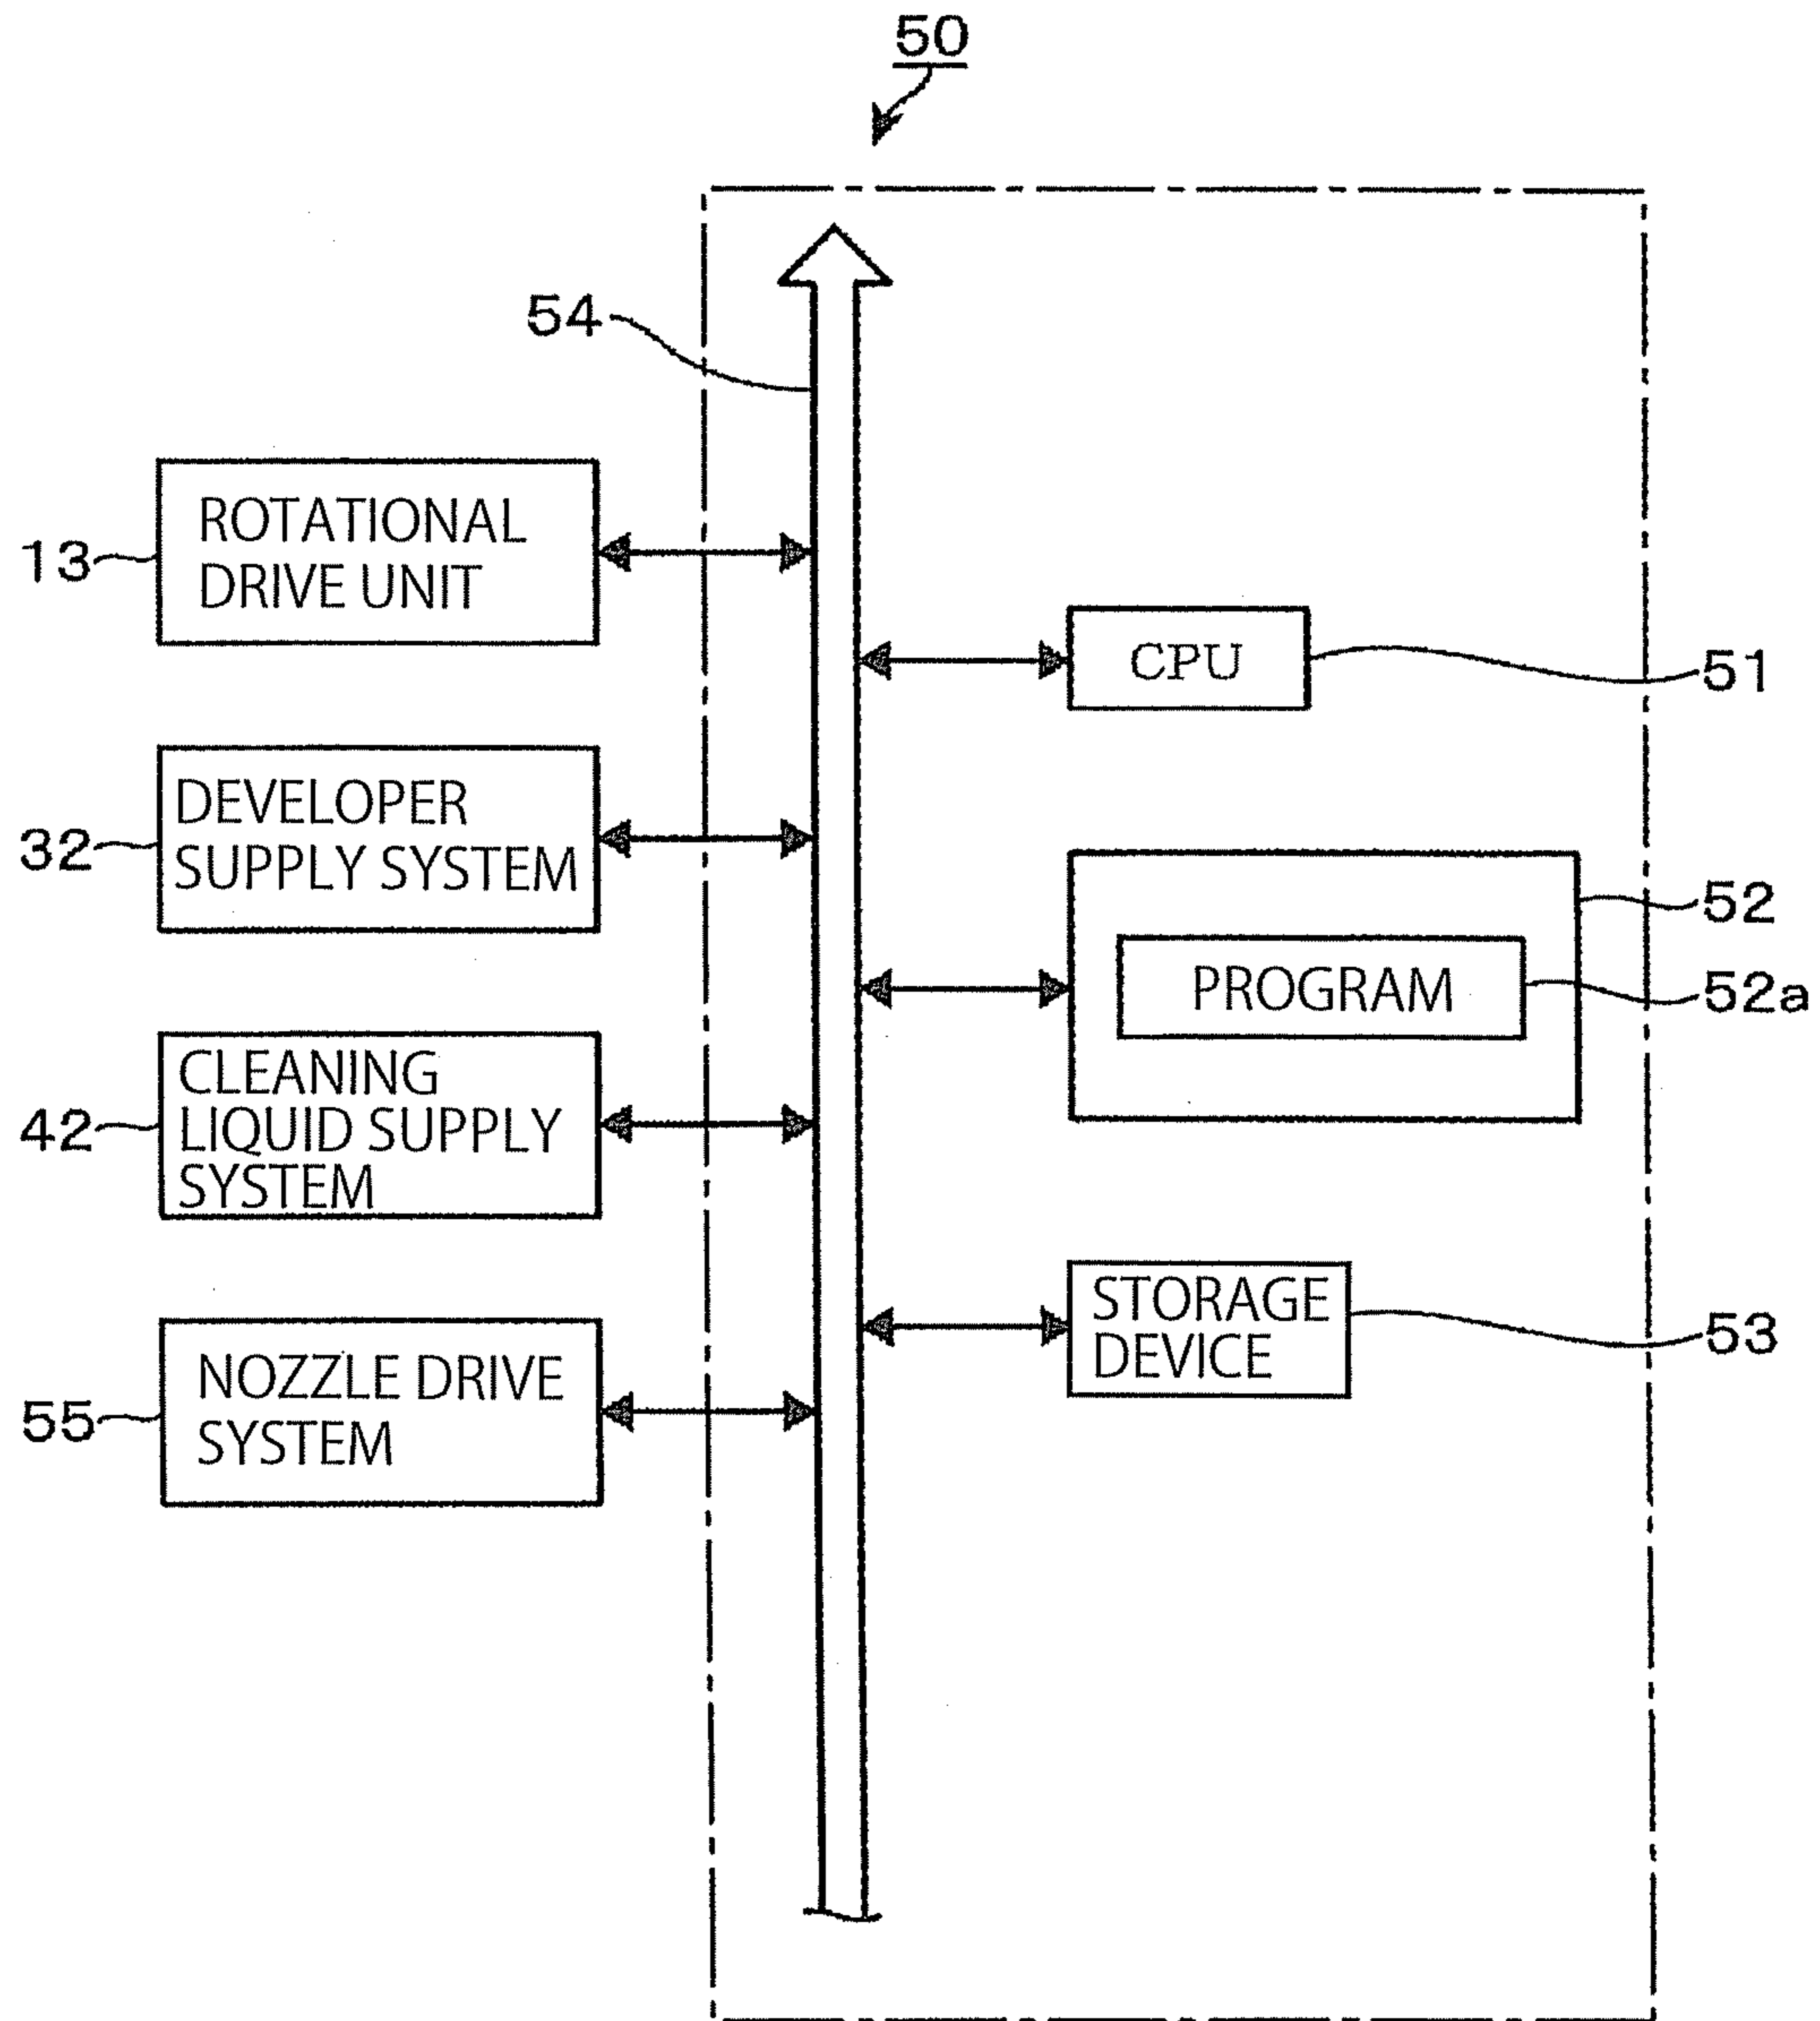 50
54
13
ROTATIONAL
DRIVE UNIT
CPU
51
32
DEVELOPER
SUPPLY SYSTEM
52
PROGRAM
52a
42
CLEANING
LIQUID SUPPLY
SYSTEM
STORAGE
DEVICE
53
55
NOZZLE DRIVE
SYSTEM